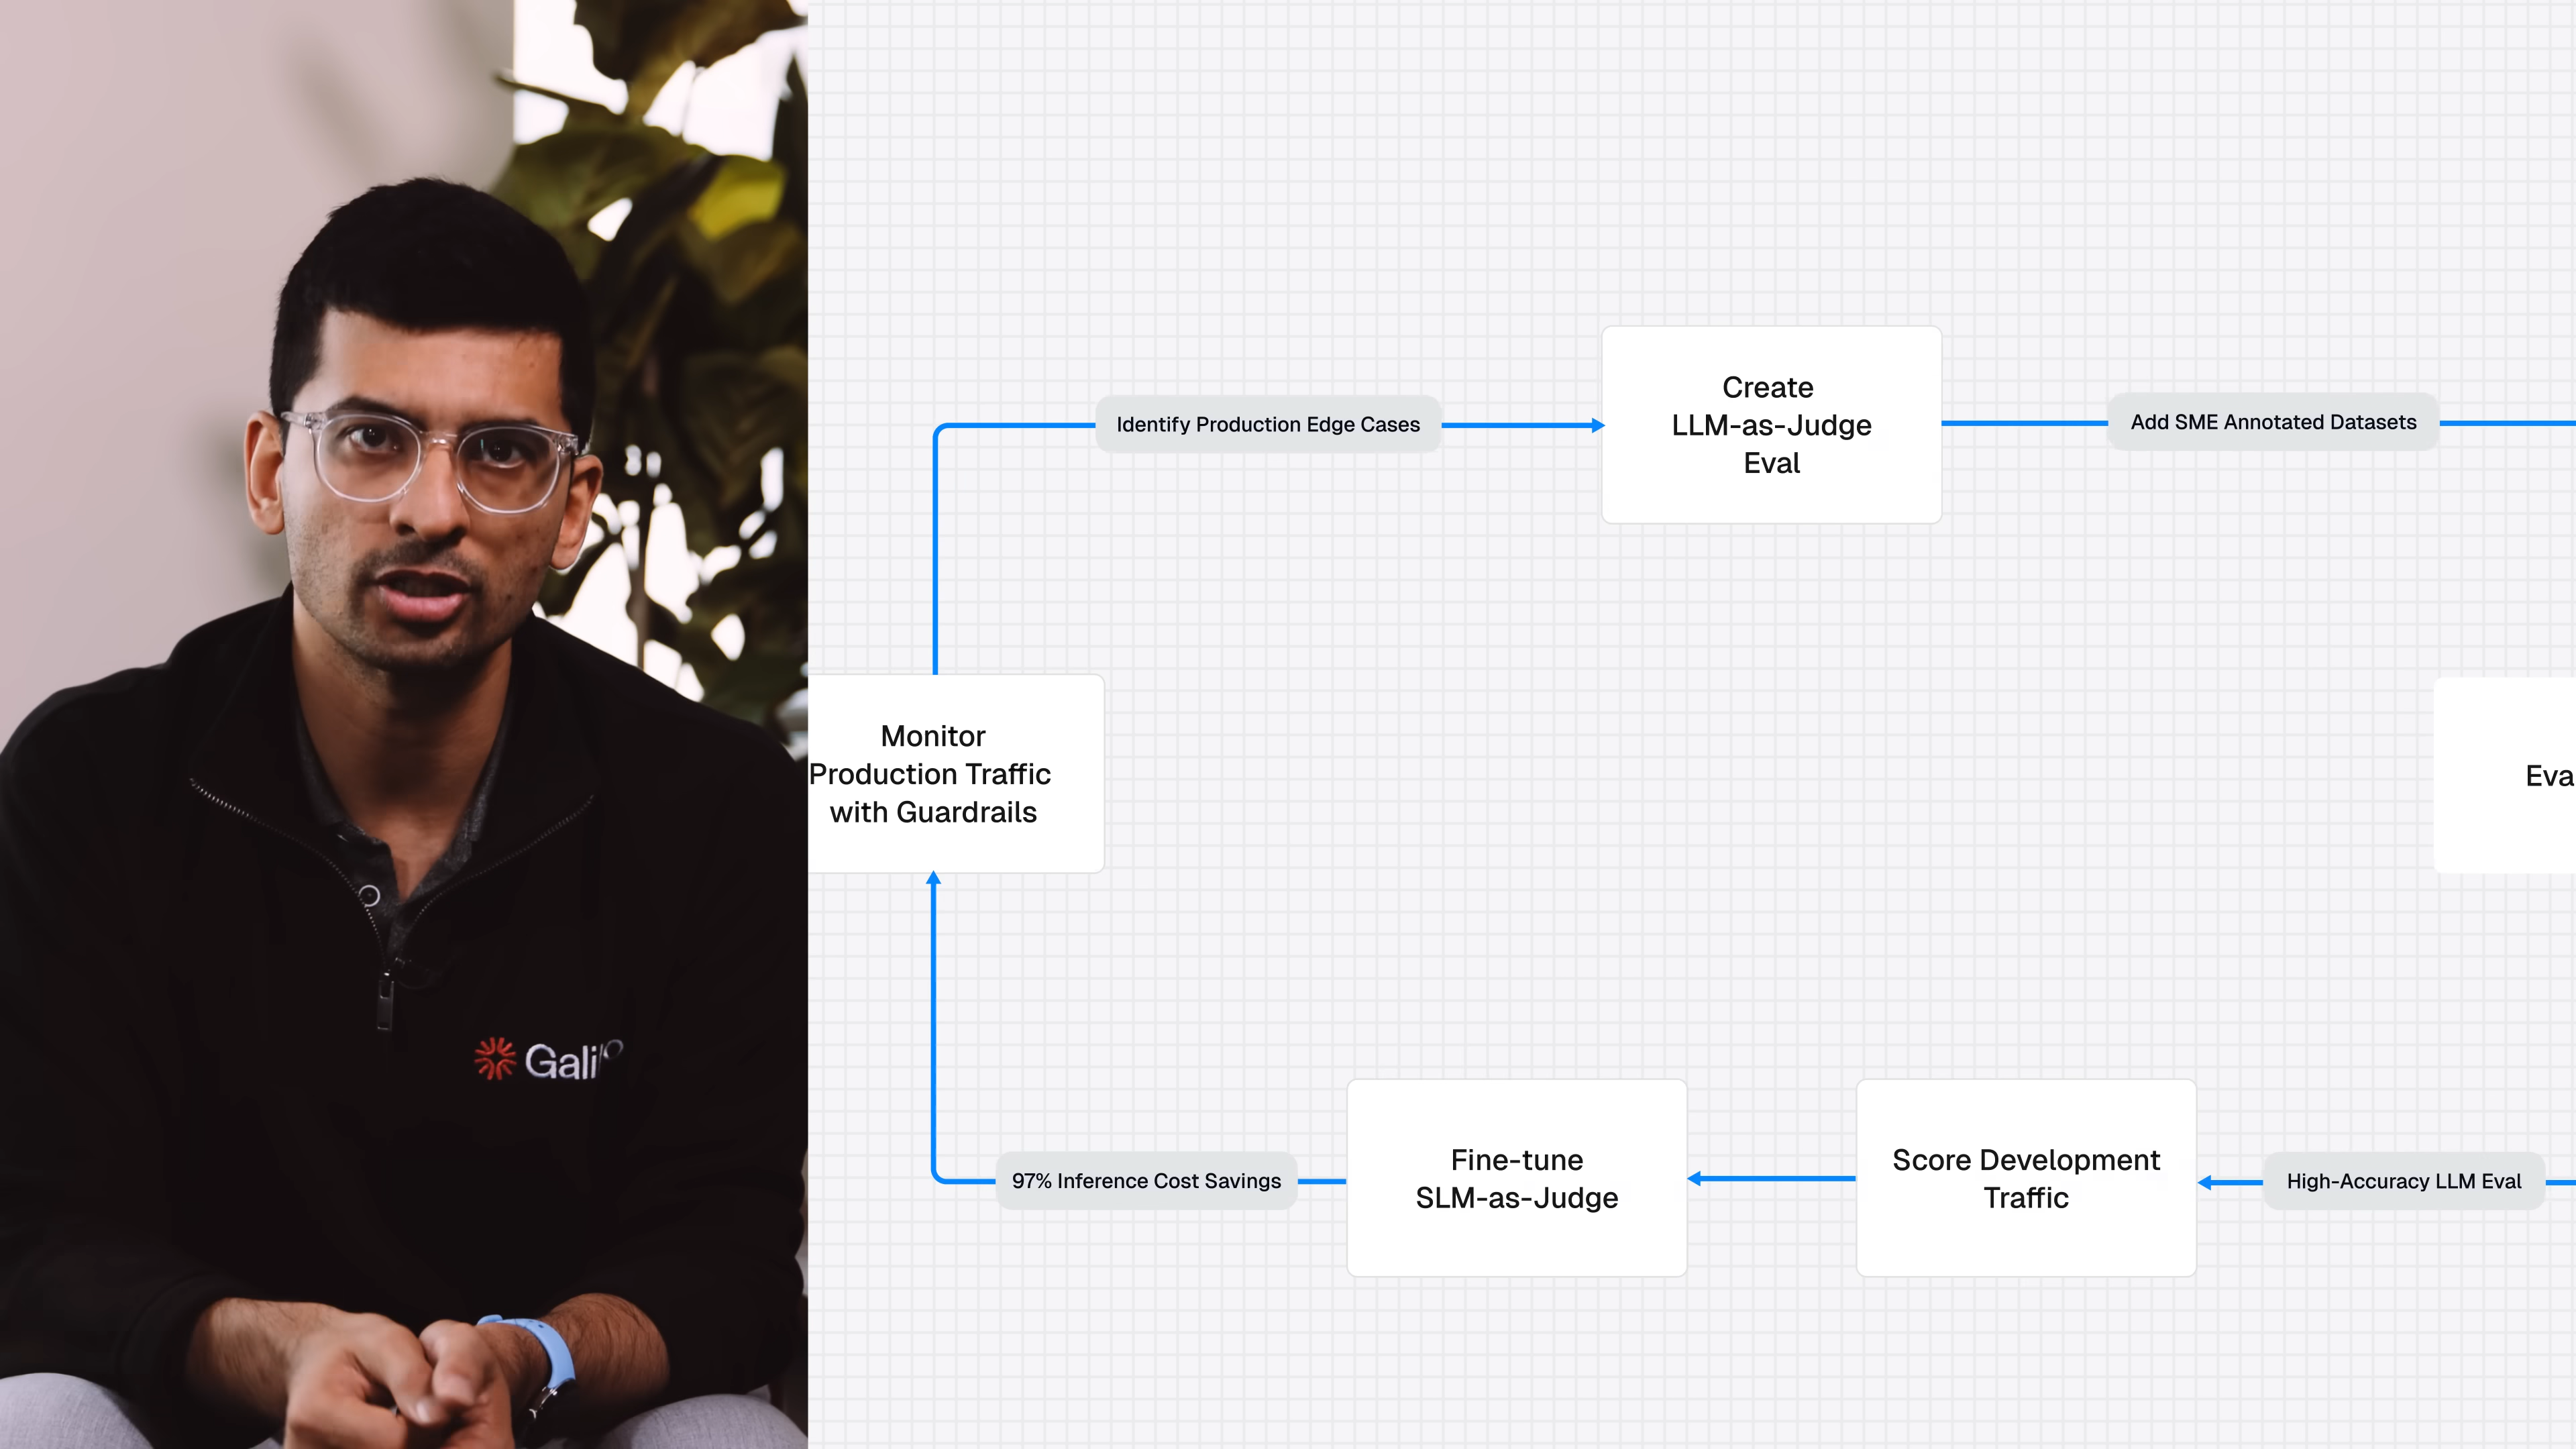 Identify Production Edge Cases
Create
LLM-as-Judge
Eval
Add SME Annotated Datasets
Monitor
Production Traffic
with Guardrails
Eva
Gali
97% Inference Cost Savings
Fine-tune
SLM-as-Judge
Score Development
Traffic
High-Accuracy LLM Eval